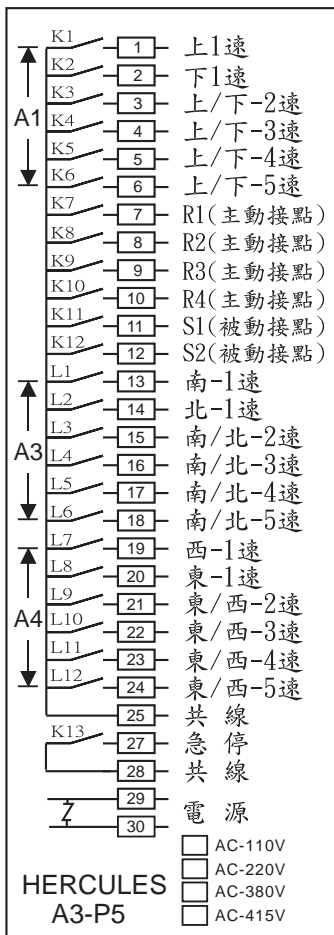 K1 1 上1速
K2 2 下1速
K3 3 上/下-2速
K4 4 上/下-3速
K5 5 上/下-4速
K6 6 上/下-5速
A1
K7 7 R1(主動接點)
K8 8 R2(主動接點)
K9 9 R3(主動接點)
K10 10 R4(主動接點)
K11 11 S1(被動接點)
K12 12 S2(被動接點)
L1 13 南-1速
L2 14 北-1速
L3 15 南/北-2速
L4 16 南/北-3速
L5 17 南/北-4速
L6 18 南/北-5速
A3
L7 19 西-1速
L8 20 東-1速
L9 21 東/西-2速
L10 22 東/西-3速
L11 23 東/西-4速
L12 24 東/西-5速
A4
25 共線
K13 27 急停
28 共線
29
30
電源
AC-110V
AC-220V
AC-380V
AC-415V
HERCULES
A3-P5